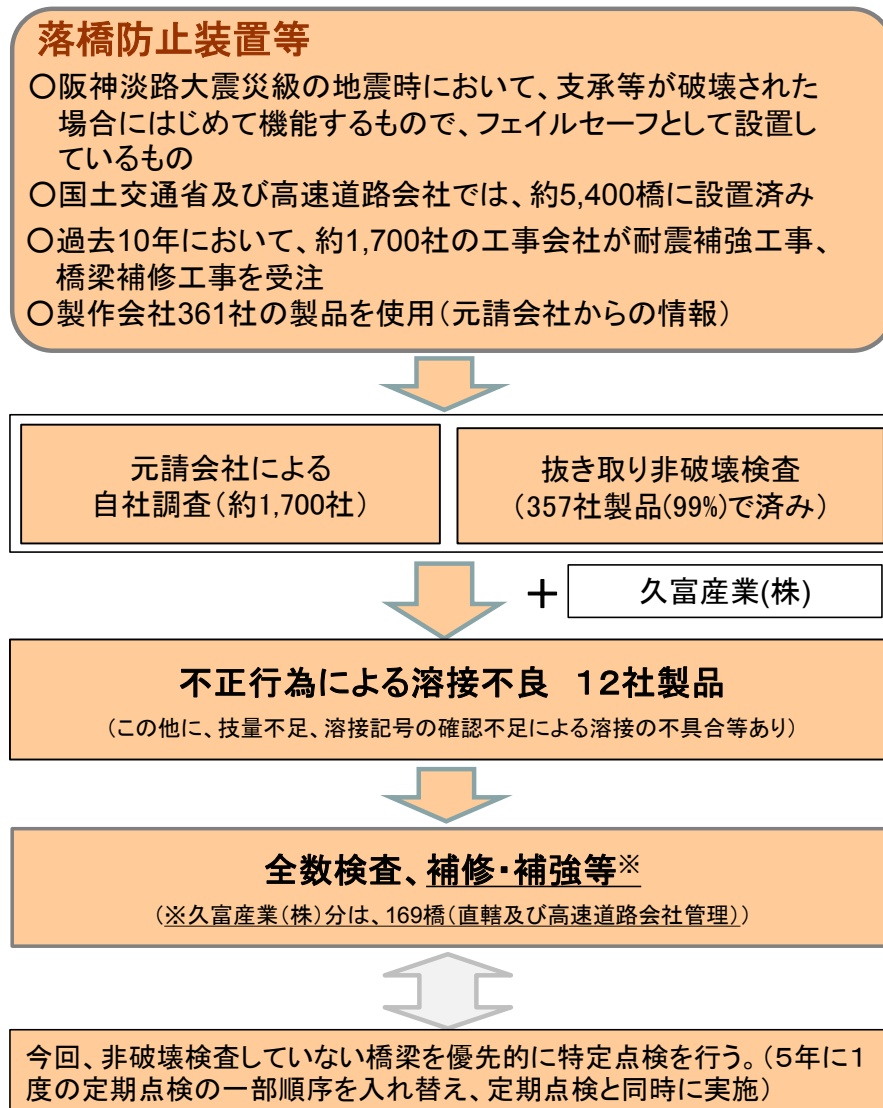 落橋防止装置等
〇阪神淡路大震災級の地震時において、支承等が破壊された
場合にはじめて機能するもので、フェイルセーフとして設置し
ているもの
〇国土交通省及び高速道路会社では、約5,400橋に設置済み
〇過去10年において、約1,700社の工事会社が耐震補強工事、
橋梁補修工事を受注
〇製作会社361社の製品を使用(元請会社からの情報)
元請会社による
自社調査(約1,700社)
抜き取り非破壊検査
(357社製品(99%)で済み)
＋
久富産業(株)
不正行為による溶接不良　１２社製品
(この他に、技量不足、溶接記号の確認不足による溶接の不具合等あり)
全数検査、補修・補強等※
(※久富産業(株)分は、169橋(直轄及び高速道路会社管理))
今回、非破壊検査していない橋梁を優先的に特定点検を行う。(５年に１
度の定期点検の一部順序を入れ替え、定期点検と同時に実施)